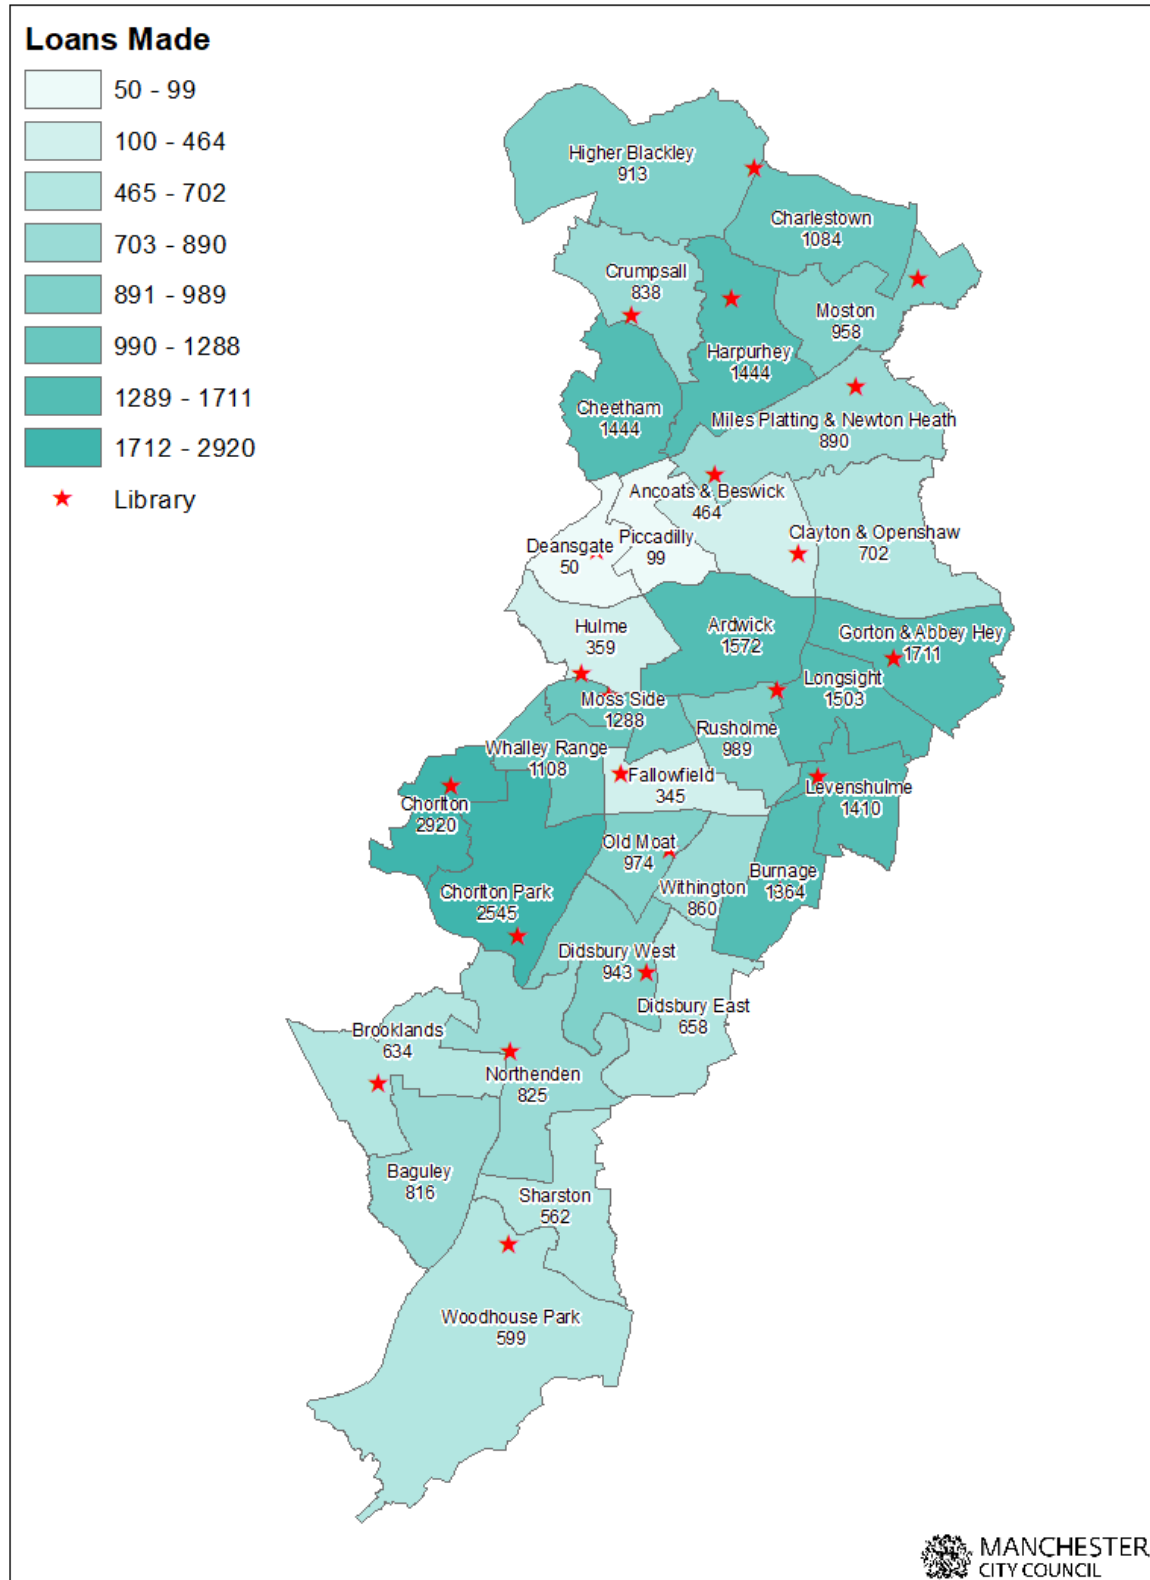 Loans Made
50 - 99
100 - 464
465 - 702
703 - 890
891 - 989
990 - 1288
1289 - 1711
1712 - 2920
Library
Higher Blackley
913
Charlestown
1084
Crumpsall
838
Moston
958
Harpurhey
1444
Cheetham
1444
Miles Platting & Newton Heath
890
Ancoats & Beswick
464
Clayton & Openshaw
702
Deansgate
50
Piccadilly
99
Hulme
359
Ardwick
1572
Gorton & Abbey Hey
1711
Longsight
1503
Moss Side
1288
Rusholme
989
Whalley Range
1108
Fallowfield
345
Levenshulme
1410
Chorlton
2920
Old Moat
974
Burnage
1364
Withington
860
Chorlton Park
2545
Didsbury West
943
Didsbury East
658
Brooklands
634
Northenden
825
Baguley
816
Sharston
562
Woodhouse Park
599
MANCHESTER
CITY COUNCIL